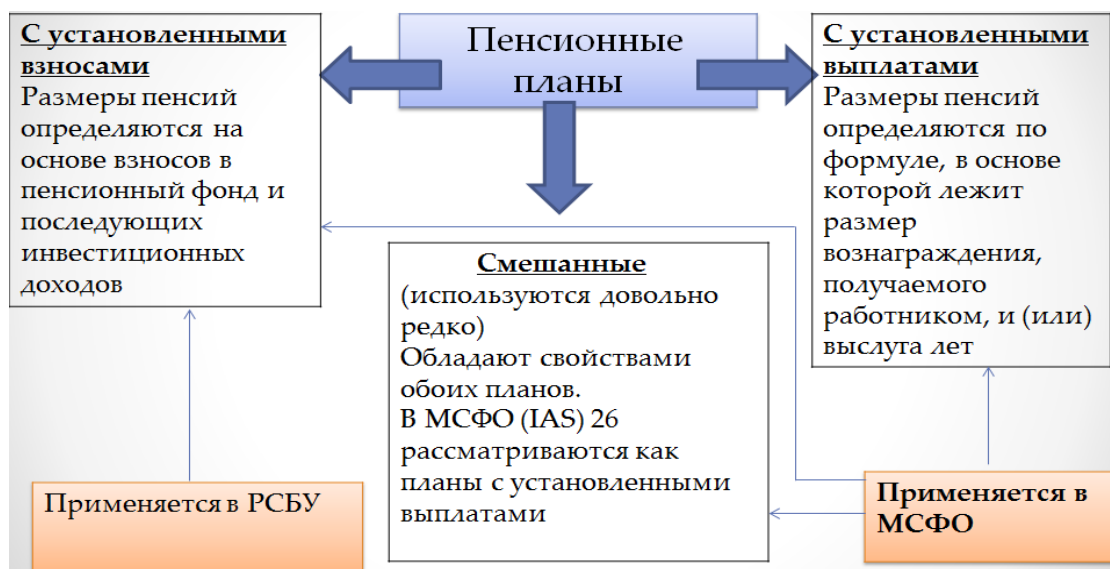 Пенсионные
планы
С установленными
взносами
Размеры пенсий
определяются на
основе взносов в
пенсионный фонд и
последующих
инвестиционных
доходов
Смешанные
(используются довольно
редко)
Обладают свойствами
обоих планов.
В МСФО (IAS) 26
рассматриваются как
планы с установленными
выплатами
С установленными
выплатами
Размеры пенсий
определяются по
формуле, в основе
которой лежит
размер
вознаграждения,
получаемого
работником, и (или)
выслуга лет
Применяется в РСБУ
Применяется в
МСФО